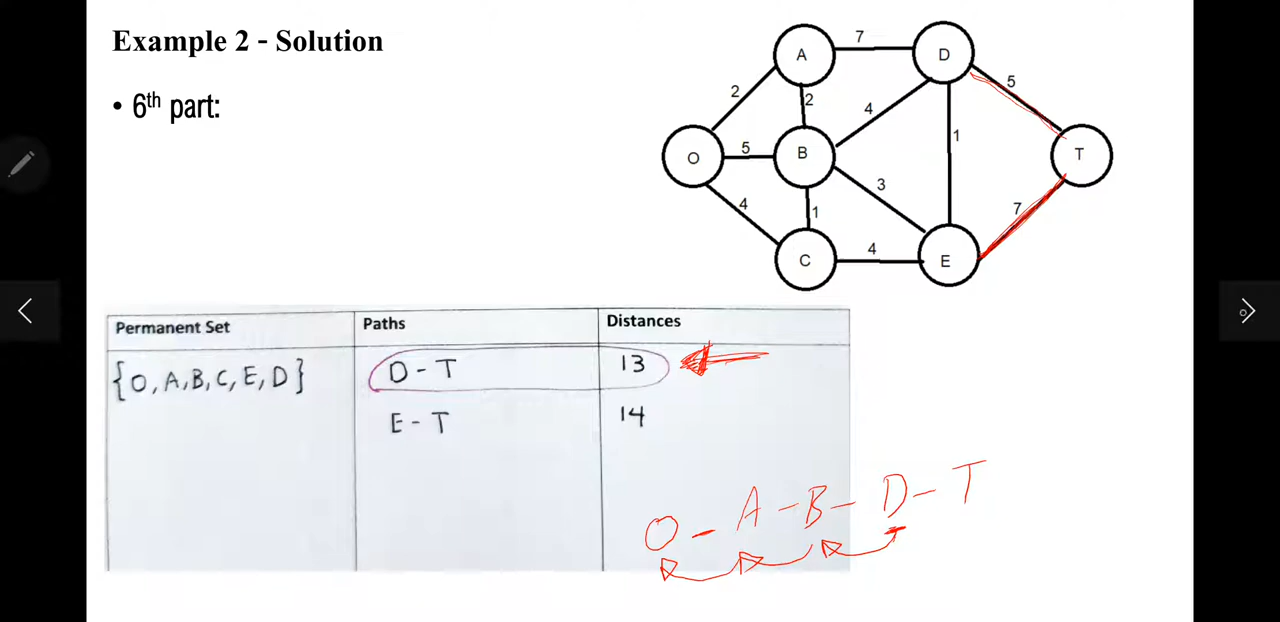 Example 2 - Solution
• 6th part:
A 7 D
2 2 4 5
O 5 B 1 T
4 1 3 7
C 4 E
Permanent Set Paths Distances
{O, A, B, C, E, D} D - T 13
E - T 14
O - A - B - D - T